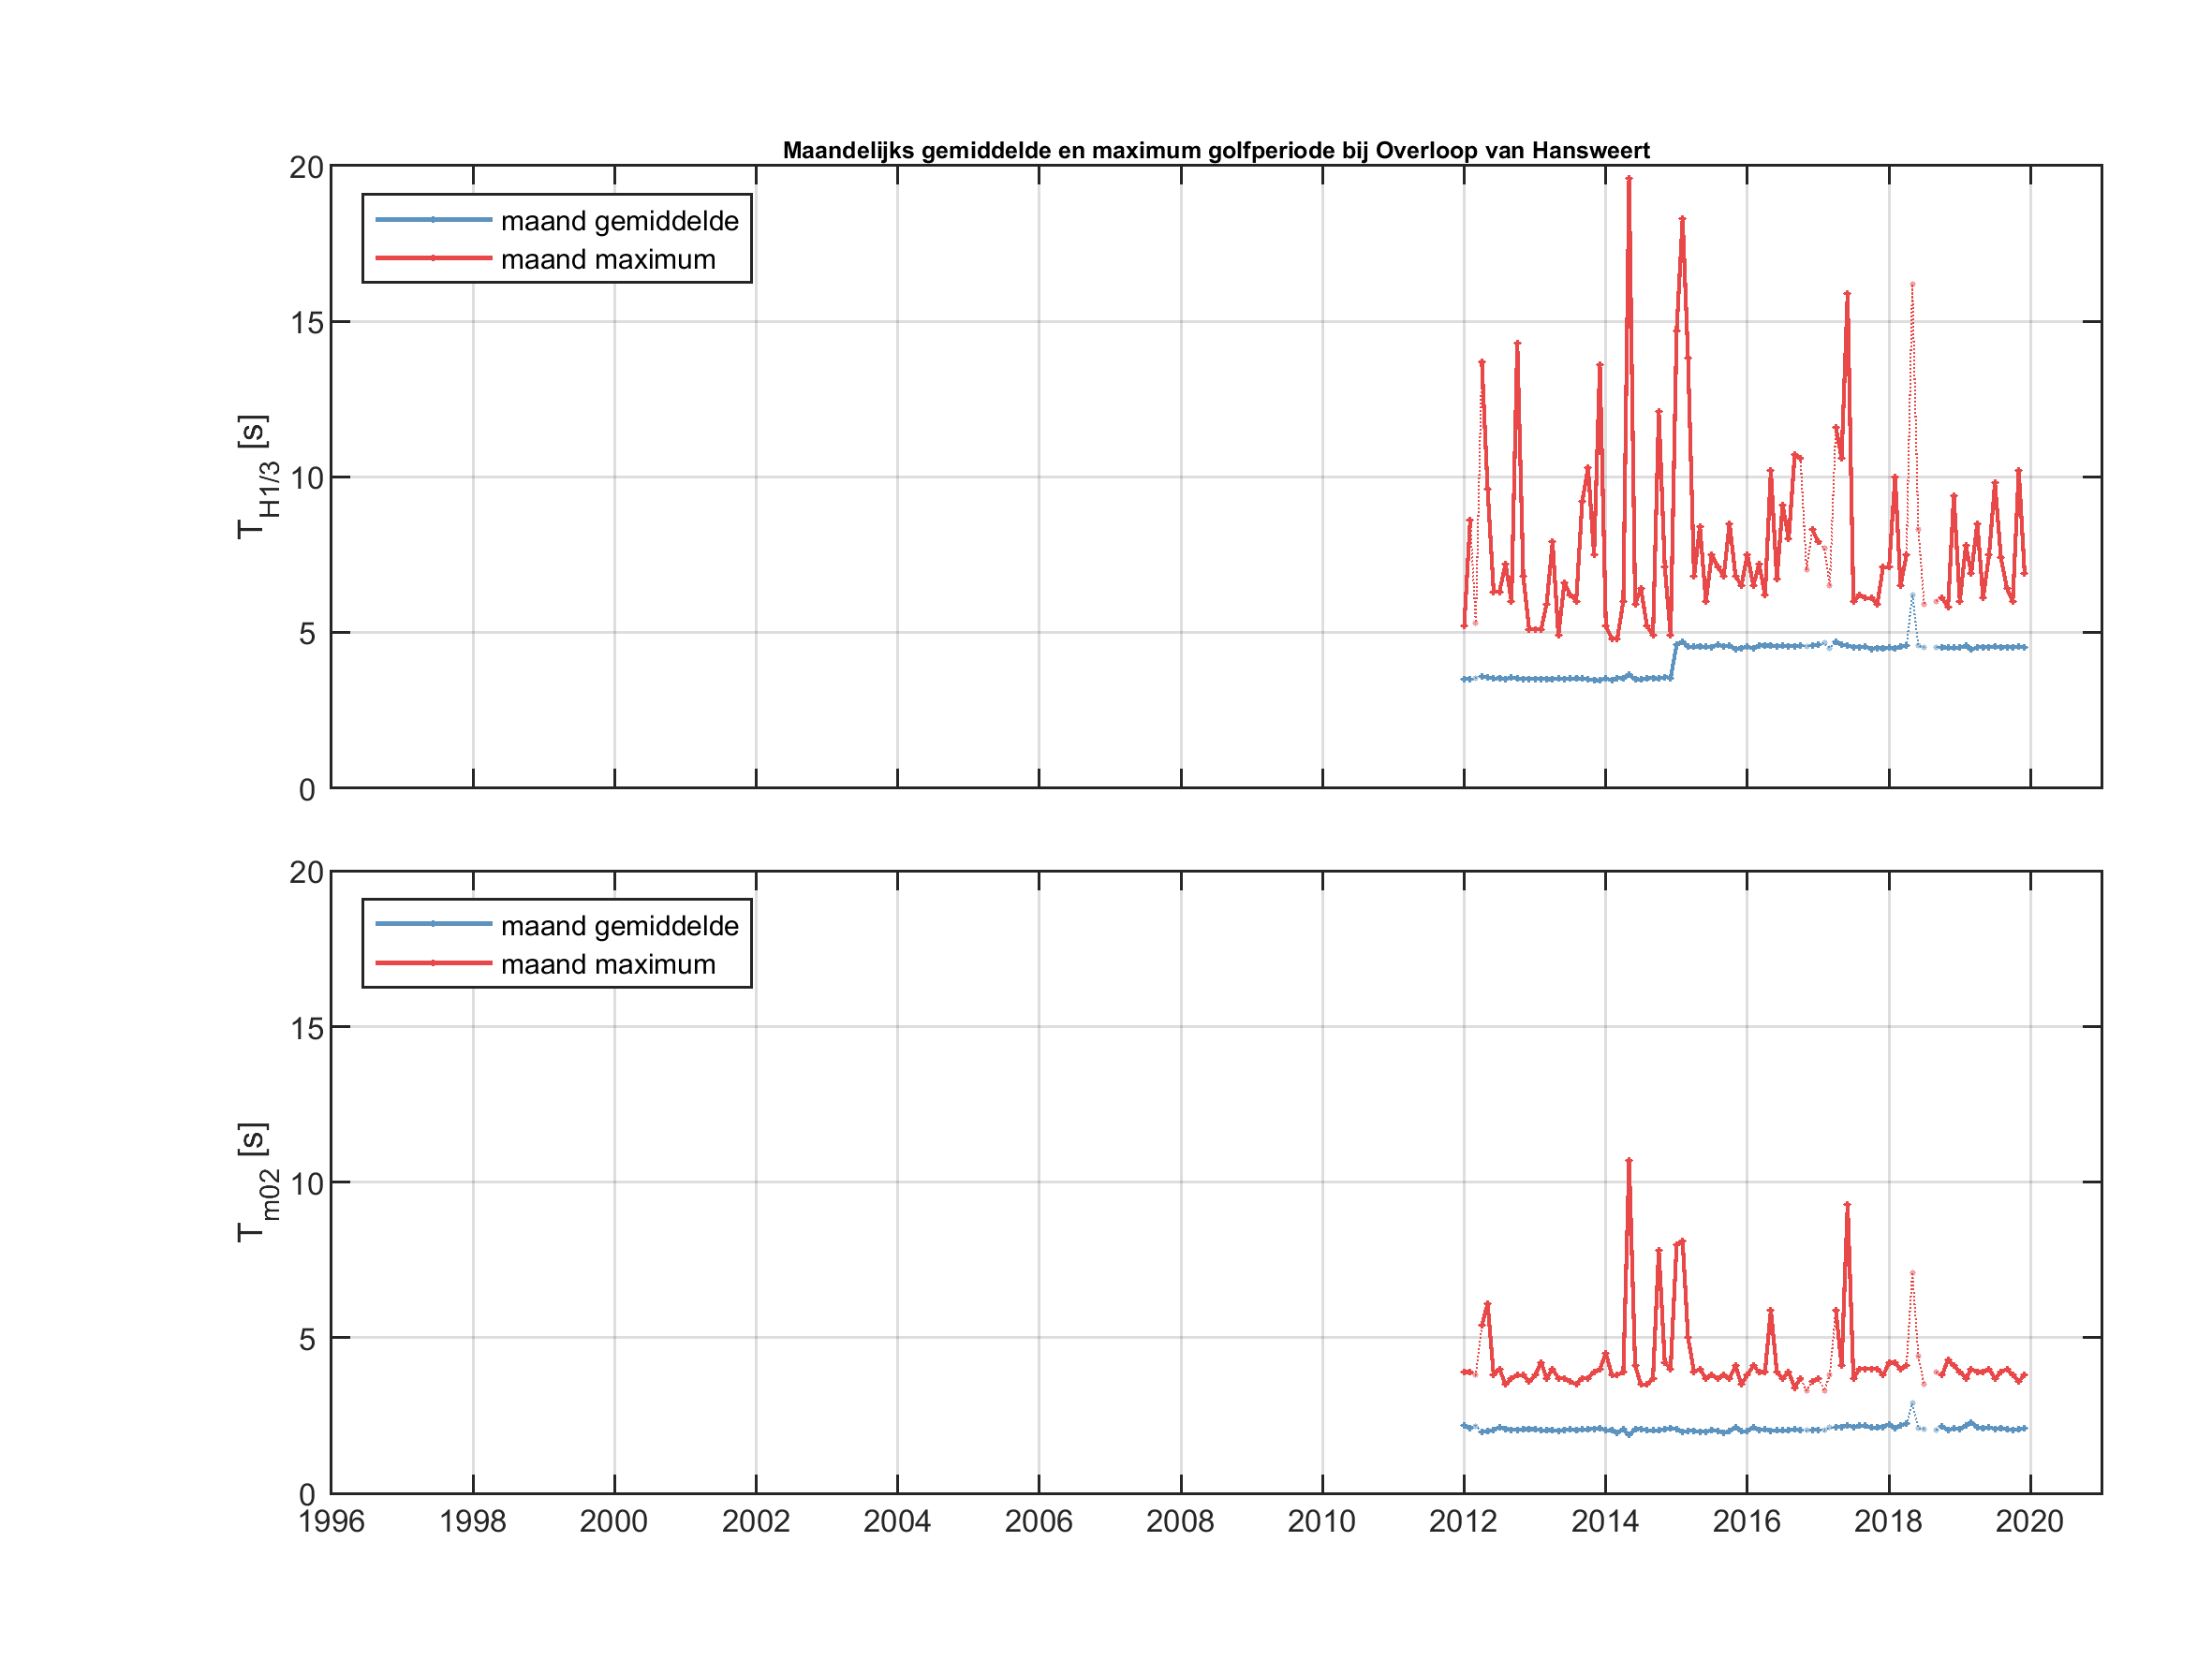 Maandelijks gemiddelde en maximum golfperiode bij Overloop van Hansweert
20
15
10
5
0
T_H1/3 [s]
maand gemiddelde
maand maximum
20
15
10
5
0
T_m02 [s]
maand gemiddelde
maand maximum
1996 1998 2000 2002 2004 2006 2008 2010 2012 2014 2016 2018 2020